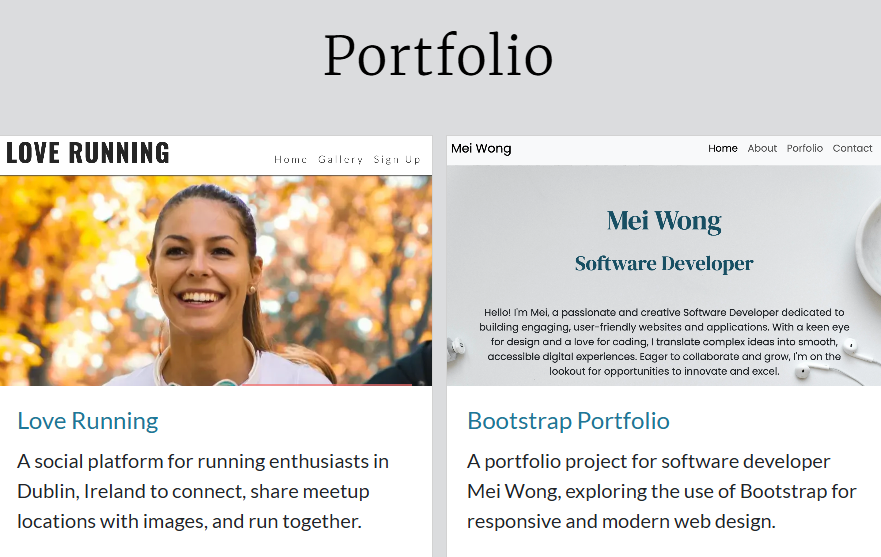 Portfolio
LOVE RUNNING
Home Gallery Sign Up
Love Running
A social platform for running enthusiasts in
Dublin, Ireland to connect, share meetup
locations with images, and run together.
Mei Wong
Home About Porfolio Contact
Mei Wong
Software Developer
Hello! I'm Mei, a passionate and creative Software Developer dedicated to
building engaging, user-friendly websites and applications. With a keen eye
for design and a love for coding, I translate complex ideas into smooth,
accessible digital experiences. Eager to collaborate and grow, I'm on the
lookout for opportunities to innovate and excel.
Bootstrap Portfolio
A portfolio project for software developer
Mei Wong, exploring the use of Bootstrap for
responsive and modern web design.